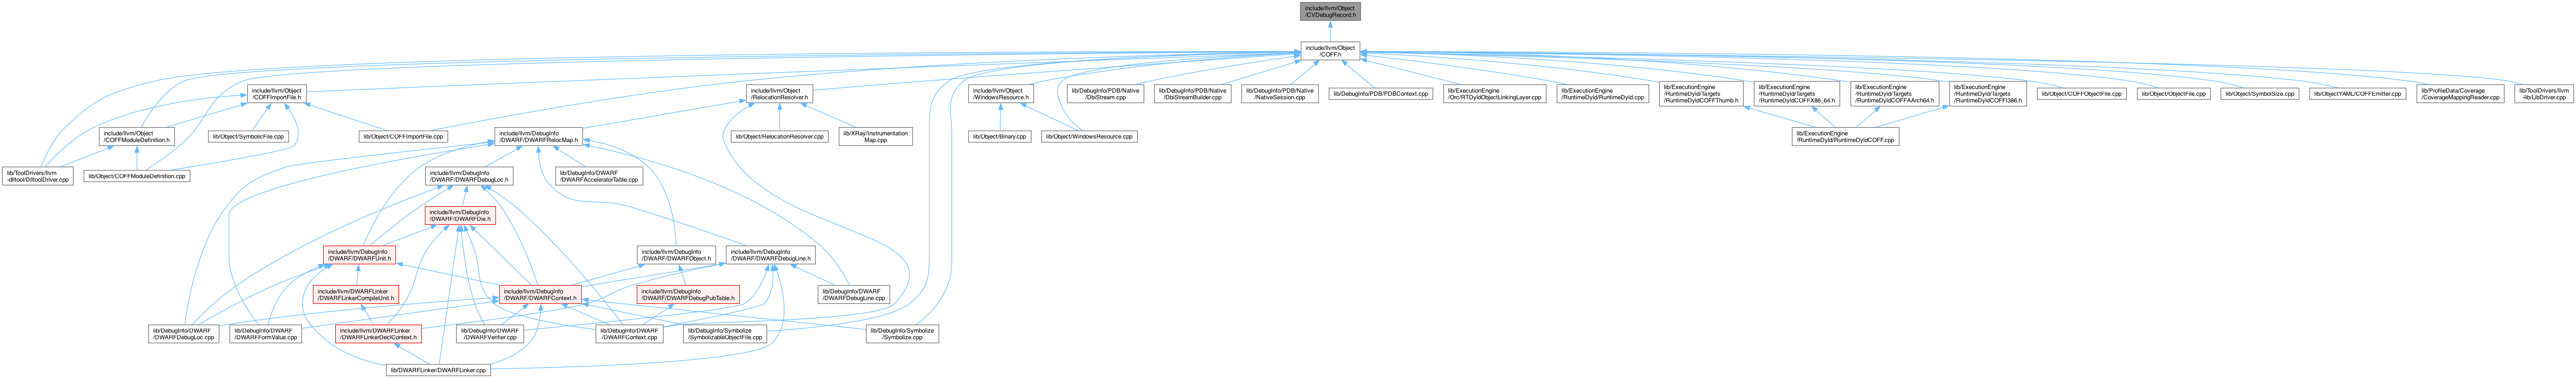 include/llvm/Object
/CVDebugRecord.h
include/llvm/Object
/COFF.h
include/llvm/Object
/COFFImportFile.h
include/llvm/Object
/RelocationResolver.h
include/llvm/Object
/WindowsResource.h
lib/DebugInfo/PDB/Native
/DbiStream.cpp
lib/DebugInfo/PDB/Native
/DbiStreamBuilder.cpp
lib/DebugInfo/PDB/Native
/NativeSession.cpp
lib/DebugInfo/PDB/PDBContext.cpp
lib/ExecutionEngine
/Orc/RTDyldObjectLinkingLayer.cpp
lib/ExecutionEngine
/RuntimeDyld/RuntimeDyld.cpp
lib/ExecutionEngine
/RuntimeDyld/Targets
/RuntimeDyldCOFFThumb.h
lib/ExecutionEngine
/RuntimeDyld/Targets
/RuntimeDyldCOFFX86_64.h
lib/ExecutionEngine
/RuntimeDyld/Targets
/RuntimeDyldCOFFAArch64.h
lib/ExecutionEngine
/RuntimeDyld/Targets
/RuntimeDyldCOFFI386.h
lib/Object/COFFObjectFile.cpp
lib/Object/ObjectFile.cpp
lib/Object/SymbolSize.cpp
lib/ObjectYAML/COFFEmitter.cpp
lib/ProfileData/Coverage
/CoverageMappingReader.cpp
lib/ToolDrivers/llvm
-lib/LibDriver.cpp
include/llvm/Object
/COFFModuleDefinition.h
lib/Object/SymbolicFile.cpp
lib/Object/COFFImportFile.cpp
include/llvm/DebugInfo
/DWARF/DWARFRelocMap.h
lib/Object/RelocationResolver.cpp
lib/XRay/Instrumentation
Map.cpp
lib/Object/Binary.cpp
lib/Object/WindowsResource.cpp
lib/ExecutionEngine
/RuntimeDyld/RuntimeDyldCOFF.cpp
lib/ToolDrivers/llvm
-dlltool/DlltoolDriver.cpp
lib/Object/COFFModuleDefinition.cpp
include/llvm/DebugInfo
/DWARF/DWARFDebugLoc.h
lib/DebugInfo/DWARF
/DWARFAcceleratorTable.cpp
include/llvm/DebugInfo
/DWARF/DWARFDie.h
include/llvm/DebugInfo
/DWARF/DWARFUnit.h
include/llvm/DebugInfo
/DWARF/DWARFObject.h
include/llvm/DebugInfo
/DWARF/DWARFDebugLine.h
include/llvm/DWARFLinker
/DWARFLinkerCompileUnit.h
include/llvm/DebugInfo
/DWARF/DWARFContext.h
include/llvm/DebugInfo
/DWARF/DWARFDebugPubTable.h
lib/DebugInfo/DWARF
/DWARFDebugLine.cpp
lib/DebugInfo/DWARF
/DWARFDebugLoc.cpp
lib/DebugInfo/DWARF
/DWARFFormValue.cpp
include/llvm/DWARFLinker
/DWARFLinkerDeclContext.h
lib/DebugInfo/DWARF
/DWARFVerifier.cpp
lib/DebugInfo/DWARF
/DWARFContext.cpp
lib/DebugInfo/Symbolize
/SymbolizableObjectFile.cpp
lib/DebugInfo/Symbolize
/Symbolize.cpp
lib/DWARFLinker/DWARFLinker.cpp